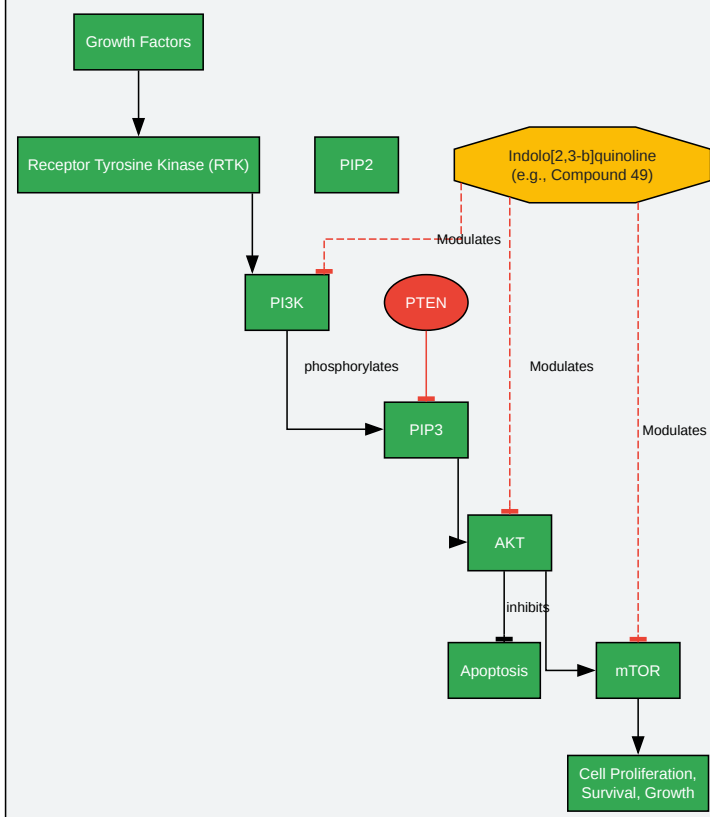 Growth Factors
Receptor Tyrosine Kinase (RTK)
PIP2
Indolo[2,3-b]quinoline
(e.g., Compound 49)
Modulates
PI3K
PTEN
phosphorylates
Modulates
PIP3
Modulates
AKT
inhibits
Apoptosis
mTOR
Cell Proliferation,
Survival, Growth